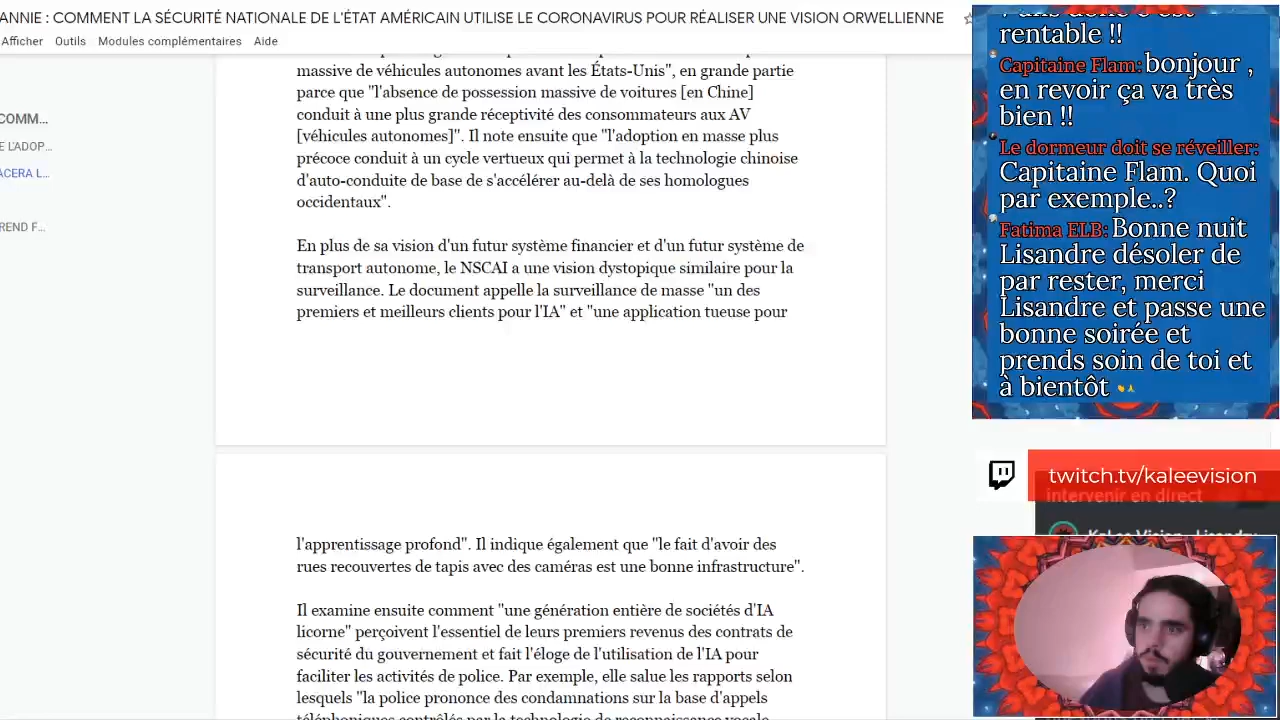 ANNIE : COMMENT LA SÉCURITÉ NATIONALE DE L'ÉTAT AMÉRICAIN UTILISE LE CORONAVIRUS POUR RÉALISER UNE VISION ORWELLIENNE
Afficher Outils Modules complémentaires Aide
COMM...
E L'ADOP...
ACERA L...
REND F...
massive de véhicules autonomes avant les États-Unis", en grande partie
parce que "l'absence de possession massive de voitures [en Chine]
conduit à une plus grande réceptivité des consommateurs aux AV
[véhicules autonomes]". Il note ensuite que "l'adoption en masse plus
précoce conduit à un cycle vertueux qui permet à la technologie chinoise
d'auto-conduite de base de s'accélérer au-delà de ses homologues
occidentaux".
En plus de sa vision d'un futur système financier et d'un futur système de
transport autonome, le NSCAI a une vision dystopique similaire pour la
surveillance. Le document appelle la surveillance de masse "un des
premiers et meilleurs clients pour l'IA" et "une application tueuse pour
l'apprentissage profond". Il indique également que "le fait d'avoir des
rues recouvertes de tapis avec des caméras est une bonne infrastructure".
Il examine ensuite comment "une génération entière de sociétés d'IA
licorne" perçoivent l'essentiel de leurs premiers revenus des contrats de
sécurité du gouvernement et fait l'éloge de l'utilisation de l'IA pour
faciliter les activités de police. Par exemple, elle salue les rapports selon
lesquels "la police prononce des condamnations sur la base d'appels
téléphoniques contrôlés par la technologie de reconnaissance vocale
rentable !!
Capitaine Flam: bonjour ,
en revoir ça va très
bien !!
Le dormeur doit se réveiller:
Capitaine Flam. Quoi
par exemple..?
Fatima ELB: Bonne nuit
Lisandre désoler de
par rester, merci
Lisandre et passe une
bonne soirée et
prends soin de toi et
à bientôt
twitch.tv/kaleevision
intervenir en direct